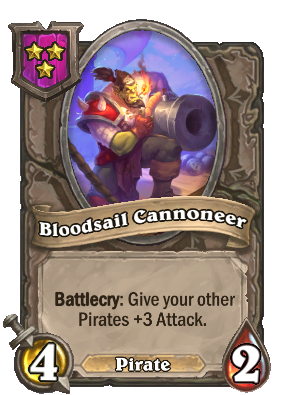 Bloodsail Cannoneer
Battlecry: Give your other
Pirates +3 Attack.
4
Pirate
2